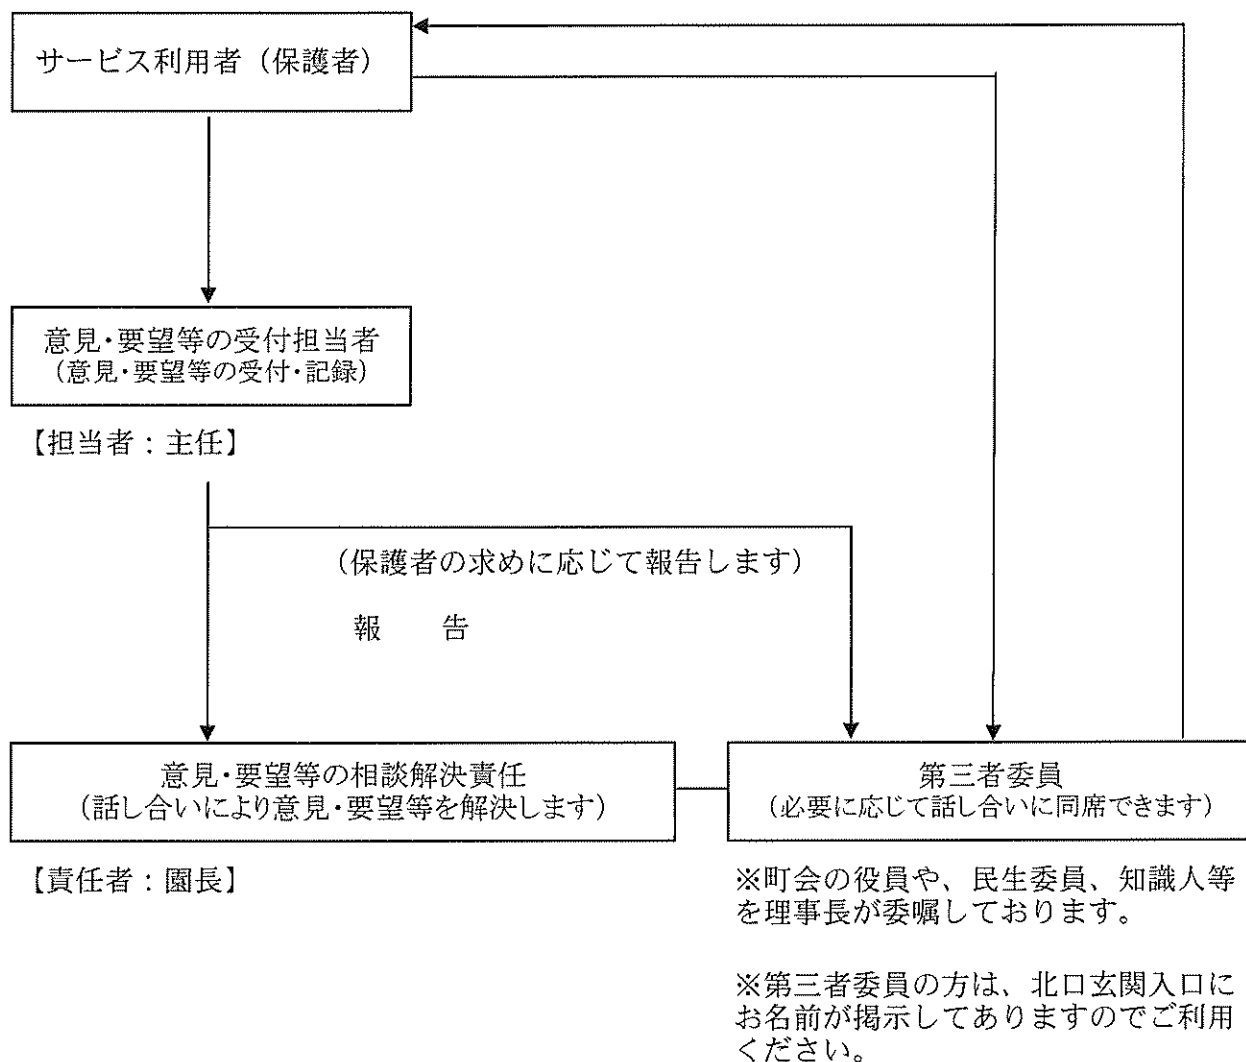 サービス利用者（保護者）
意見・要望等の受付担当者
（意見・要望等の受付・記録）
【担当者：主任】
（保護者の求めに応じて報告します）
報　　告
意見・要望等の相談解決責任
（話し合いにより意見・要望等を解決します）
【責任者：園長】
第三者委員
（必要に応じて話し合いに同席できます）
※町会の役員や、民生委員、知識人等
を理事長が委嘱しております。
※第三者委員の方は、北口玄関入口に
お名前が掲示してありますのでご利用
ください。